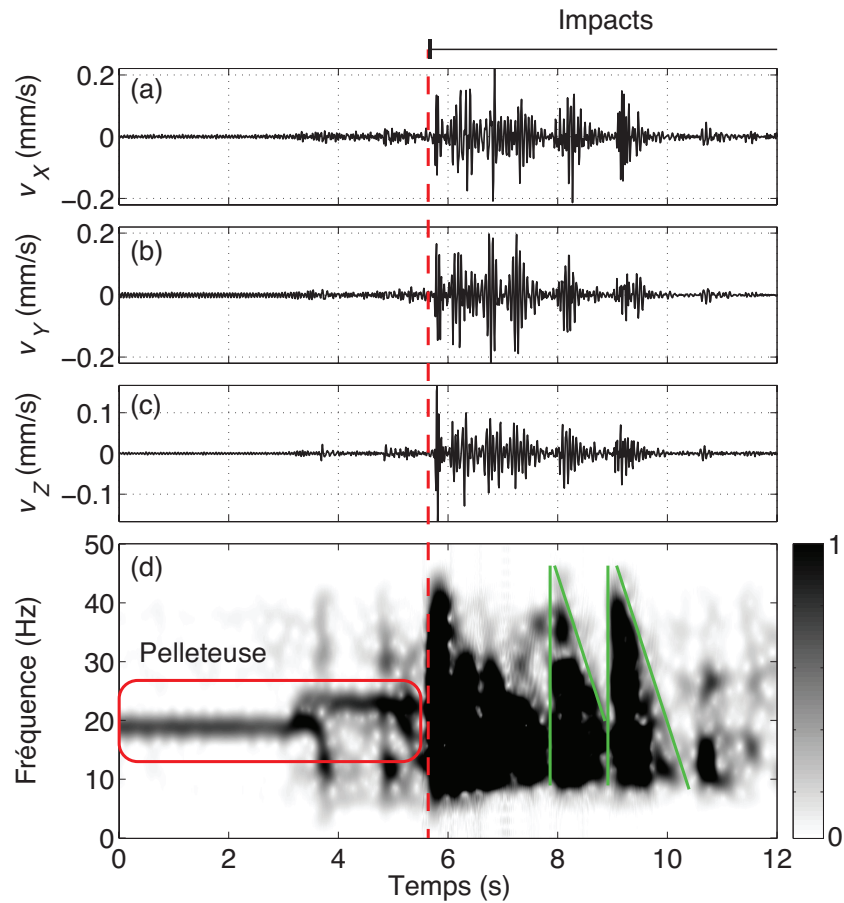 Impacts
(a)
0.2
0
−0.2
v_X (mm/s)
(b)
0.2
0
−0.2
v_Y (mm/s)
(c)
0.1
0
−0.1
v_Z (mm/s)
(d)
50
40
30
20
10
0
Fréquence (Hz)
Pelleteuse
0 2 4 6 8 10 12
Temps (s)
1
0